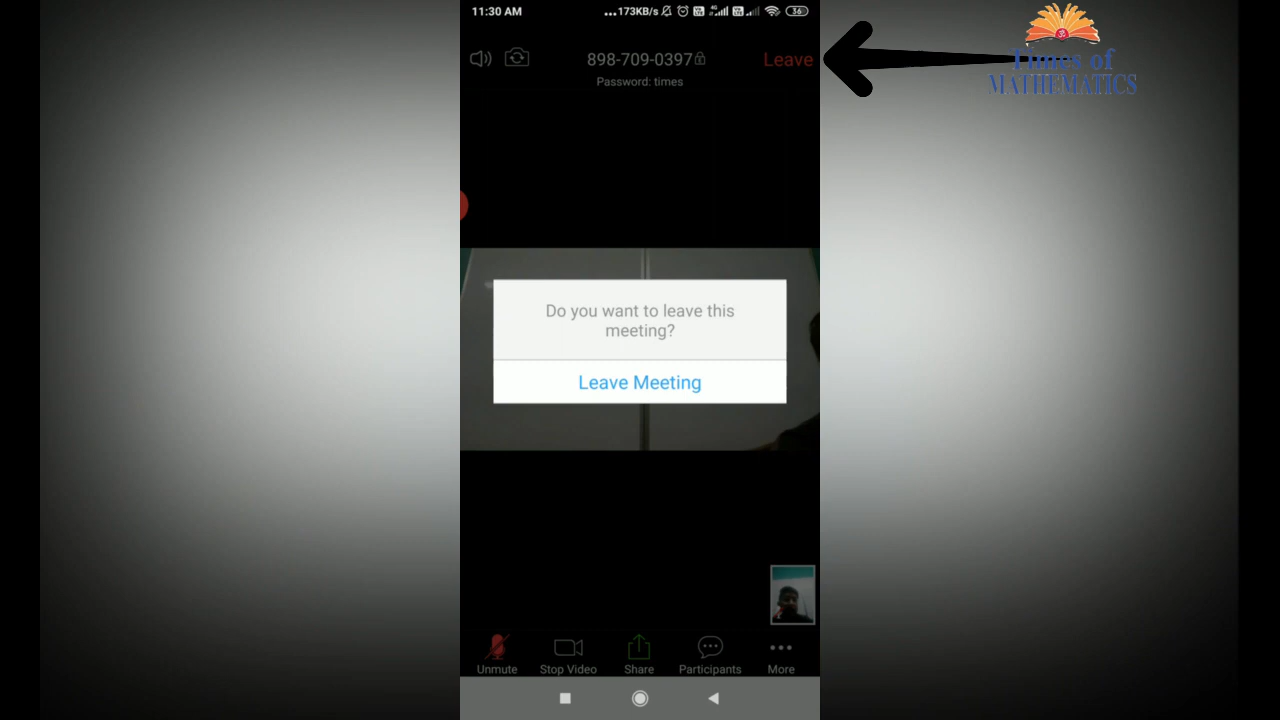 11:30 AM
...173KB/s
36
Times of
MATHEMATICS
898-709-0397
Leave
Password: times
Do you want to leave this
meeting?
Leave Meeting
Unmute
Stop Video
Share
Participants
More